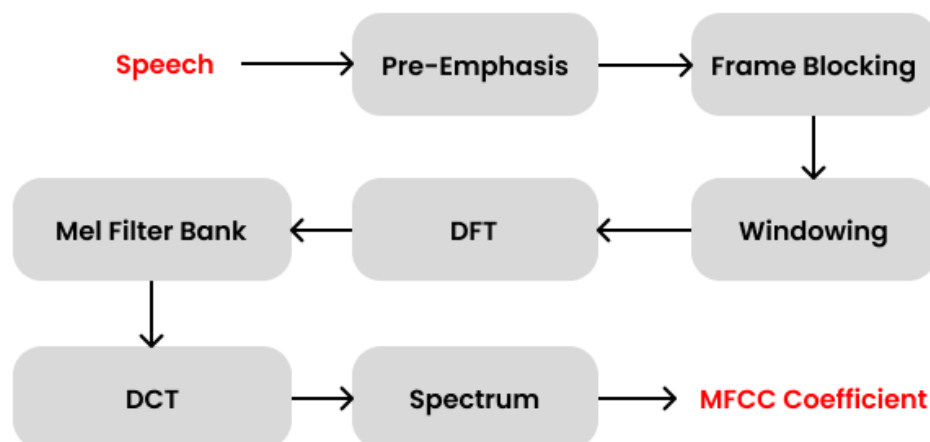 Speech
Pre-Emphasis
Frame Blocking
Windowing
DFT
Mel Filter Bank
DCT
Spectrum
MFCC Coefficient